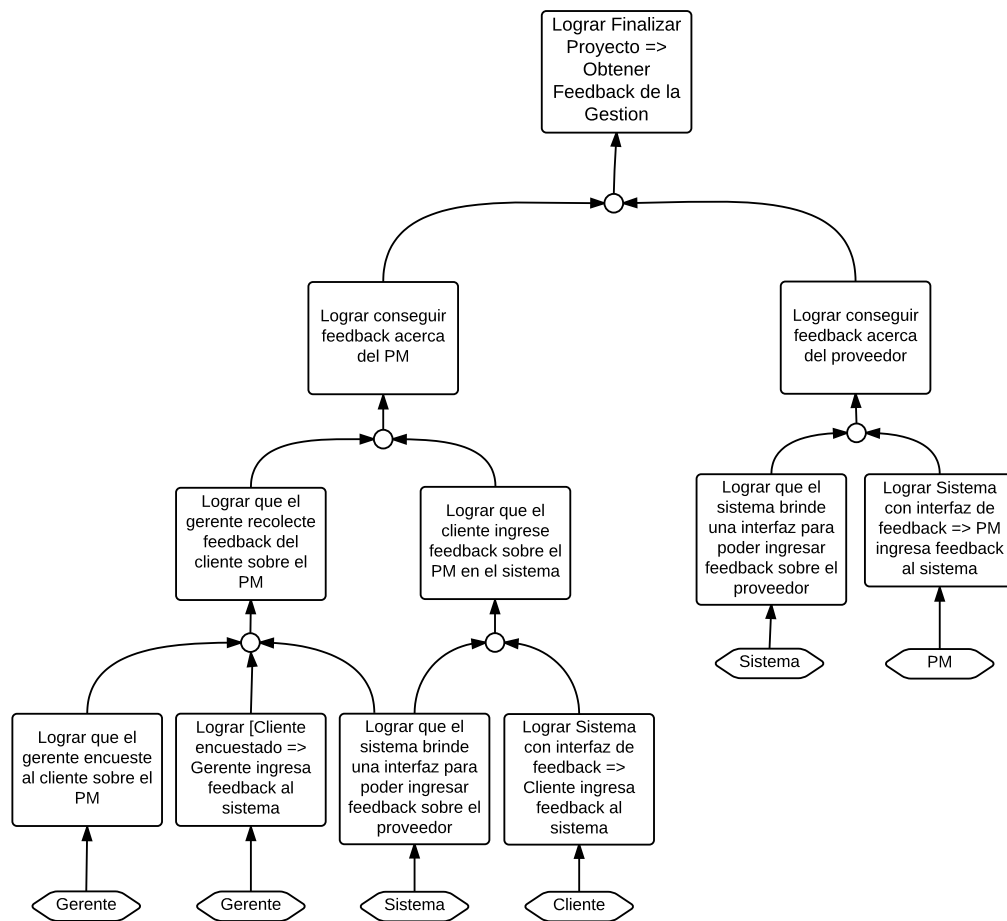 Lograr Finalizar
Proyecto =>
Obtener
Feedback de la
Gestion
Lograr conseguir
feedback acerca
del PM
Lograr conseguir
feedback acerca
del proveedor
Lograr que el
gerente recolecte
feedback del
cliente sobre el
PM
Lograr que el
cliente ingrese
feedback sobre el
PM en el sistema
Lograr que el
sistema brinde
una interfaz para
poder ingresar
feedback sobre el
proveedor
Lograr Sistema
con interfaz de
feedback => PM
ingresa feedback
al sistema
Sistema
PM
Lograr que el
gerente encueste
al cliente sobre el
PM
Lograr [Cliente
encuestado =>
Gerente ingresa
feedback al
sistema
Lograr que el
sistema brinde
una interfaz para
poder ingresar
feedback sobre el
proveedor
Lograr Sistema
con interfaz de
feedback =>
Cliente ingresa
feedback al
sistema
Gerente
Gerente
Sistema
Cliente